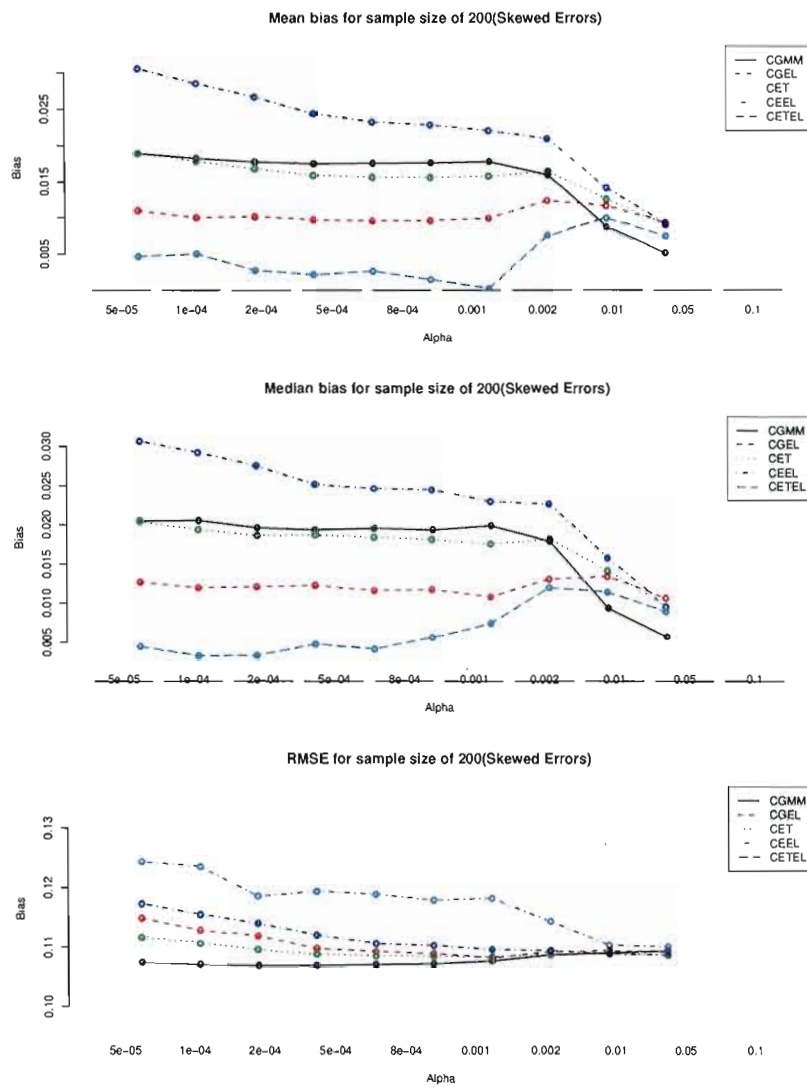 Mean bias for sample size of 200(Skewed Errors)
CGMM
CGEL
CET
CEEL
CETEL
Bias
0.025
0.015
0.005
5e−05 1e−04 2e−04 5e−04 8e−04 0.001 0.002 0.01 0.05 0.1
Alpha
Median bias for sample size of 200(Skewed Errors)
CGMM
CGEL
CET
CEEL
CETEL
Bias
0.030
0.025
0.020
0.015
0.010
0.005
5e−05 1e−04 2e−04 5e−04 8e−04 0.001 0.002 0.01 0.05 0.1
Alpha
RMSE for sample size of 200(Skewed Errors)
CGMM
CGEL
CET
CEEL
CETEL
Bias
0.13
0.12
0.11
0.10
5e−05 1e−04 2e−04 5e−04 8e−04 0.001 0.002 0.01 0.05 0.1
Alpha